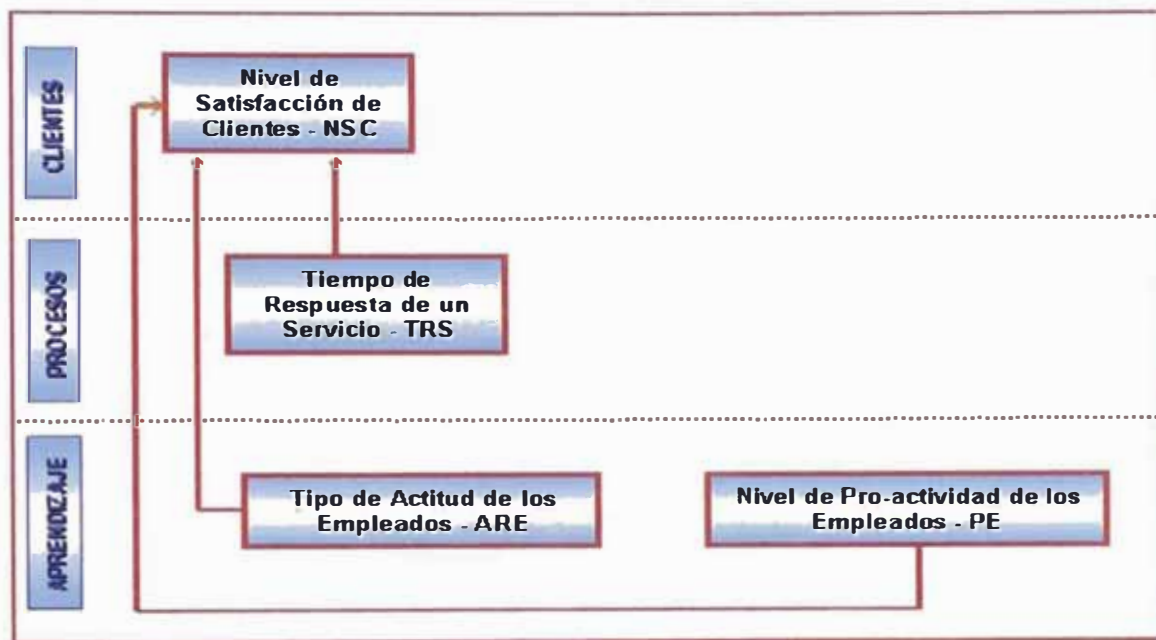 CLIENTES
Nivel de
Satisfacción de
Clientes - NSC
PROCESOS
Tiempo de
Respuesta de un
Servicio - TRS
APRENDIZAJE
Tipo de Actitud de los
Empleados - ARE
Nivel de Pro-actividad de los
Empleados - PE